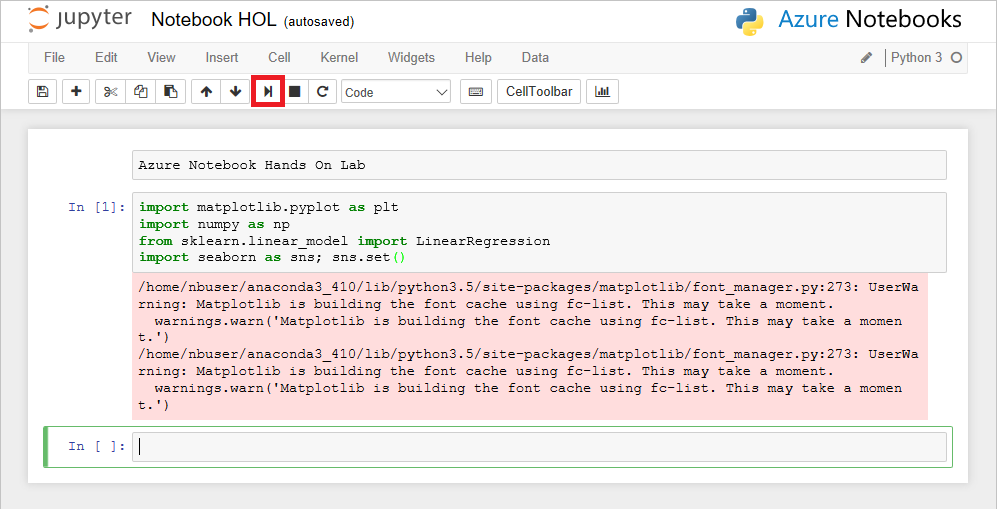 jupyter Notebook HOL (autosaved) Azure Notebooks
File Edit View Insert Cell Kernel Widgets Help Data Python 3
Code CellToolbar
Azure Notebook Hands On Lab
In [1]: import matplotlib.pyplot as plt
import numpy as np
from sklearn.linear_model import LinearRegression
import seaborn as sns; sns.set()
/home/nbuser/anaconda3_410/lib/python3.5/site-packages/matplotlib/font_manager.py:273: UserWa
rning: Matplotlib is building the font cache using fc-list. This may take a moment.
  warnings.warn('Matplotlib is building the font cache using fc-list. This may take a momen
t.')
/home/nbuser/anaconda3_410/lib/python3.5/site-packages/matplotlib/font_manager.py:273: UserWa
rning: Matplotlib is building the font cache using fc-list. This may take a moment.
  warnings.warn('Matplotlib is building the font cache using fc-list. This may take a momen
t.')
In [ ]: